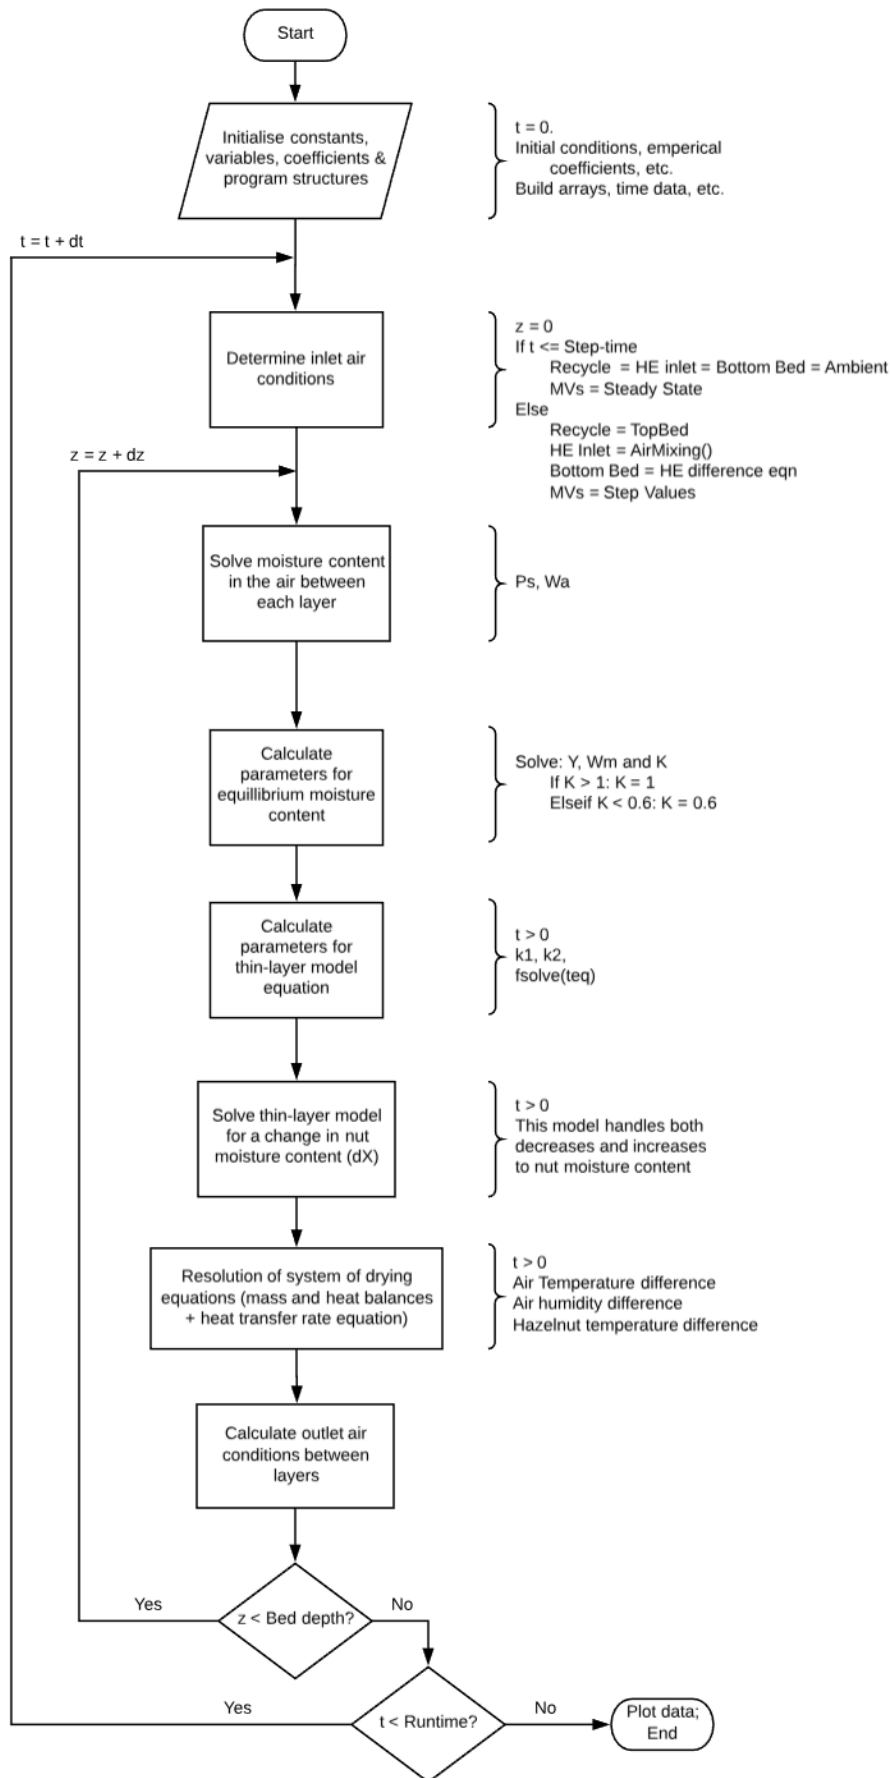 Start
Initialise constants,
variables, coefficients &
program structures
t = 0.
Initial conditions, emperical
coefficients, etc.
Build arrays, time data, etc.
t = t + dt
Determine inlet air
conditions
z = 0
If t <= Step-time
Recycle = HE inlet = Bottom Bed = Ambient
MVs = Steady State
Else
Recycle = TopBed
HE Inlet = AirMixing()
Bottom Bed = HE difference eqn
MVs = Step Values
z = z + dz
Solve moisture content
in the air between
each layer
Ps, Wa
Calculate
parameters for
equillibrium moisture
content
Solve: Y, Wm and K
If K > 1: K = 1
Elseif K < 0.6: K = 0.6
Calculate
parameters for
thin-layer model
equation
t > 0
k1, k2,
fsolve(teq)
Solve thin-layer model
for a change in nut
moisture content (dX)
t > 0
This model handles both
decreases and increases
to nut moisture content
Resolution of system of drying
equations (mass and heat balances
+ heat transfer rate equation)
t > 0
Air Temperature difference
Air humidity difference
Hazelnut temperature difference
Calculate outlet air
conditions between
layers
z < Bed depth?
Yes
No
t < Runtime?
Yes
No
Plot data;
End